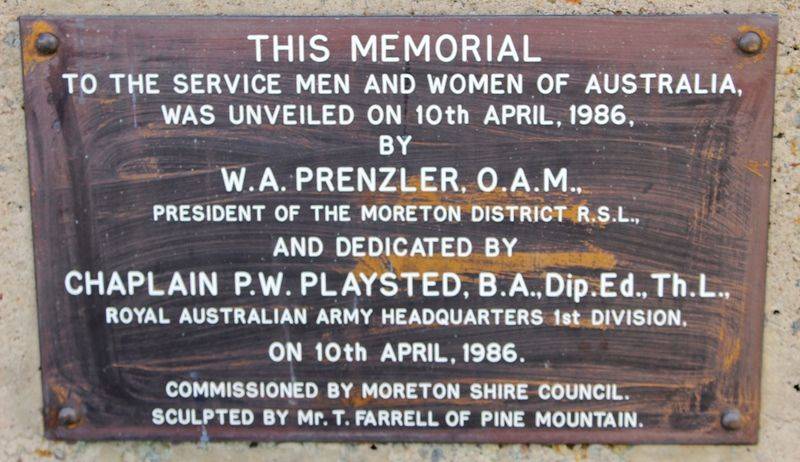 THIS MEMORIAL
TO THE SERVICE MEN AND WOMEN OF AUSTRALIA,
WAS UNVEILED ON 10th APRIL, 1986,
BY
W.A. PRENZLER, O.A.M.,
PRESIDENT OF THE MORETON DISTRICT R.S.L.,
AND DEDICATED BY
CHAPLAIN P.W. PLAYSTED, B.A., Dip.Ed., Th.L.,
ROYAL AUSTRALIAN ARMY HEADQUARTERS 1st DIVISION,
ON 10th APRIL, 1986.
COMMISSIONED BY MORETON SHIRE COUNCIL.
SCULPTED BY Mr. T. FARRELL OF PINE MOUNTAIN.